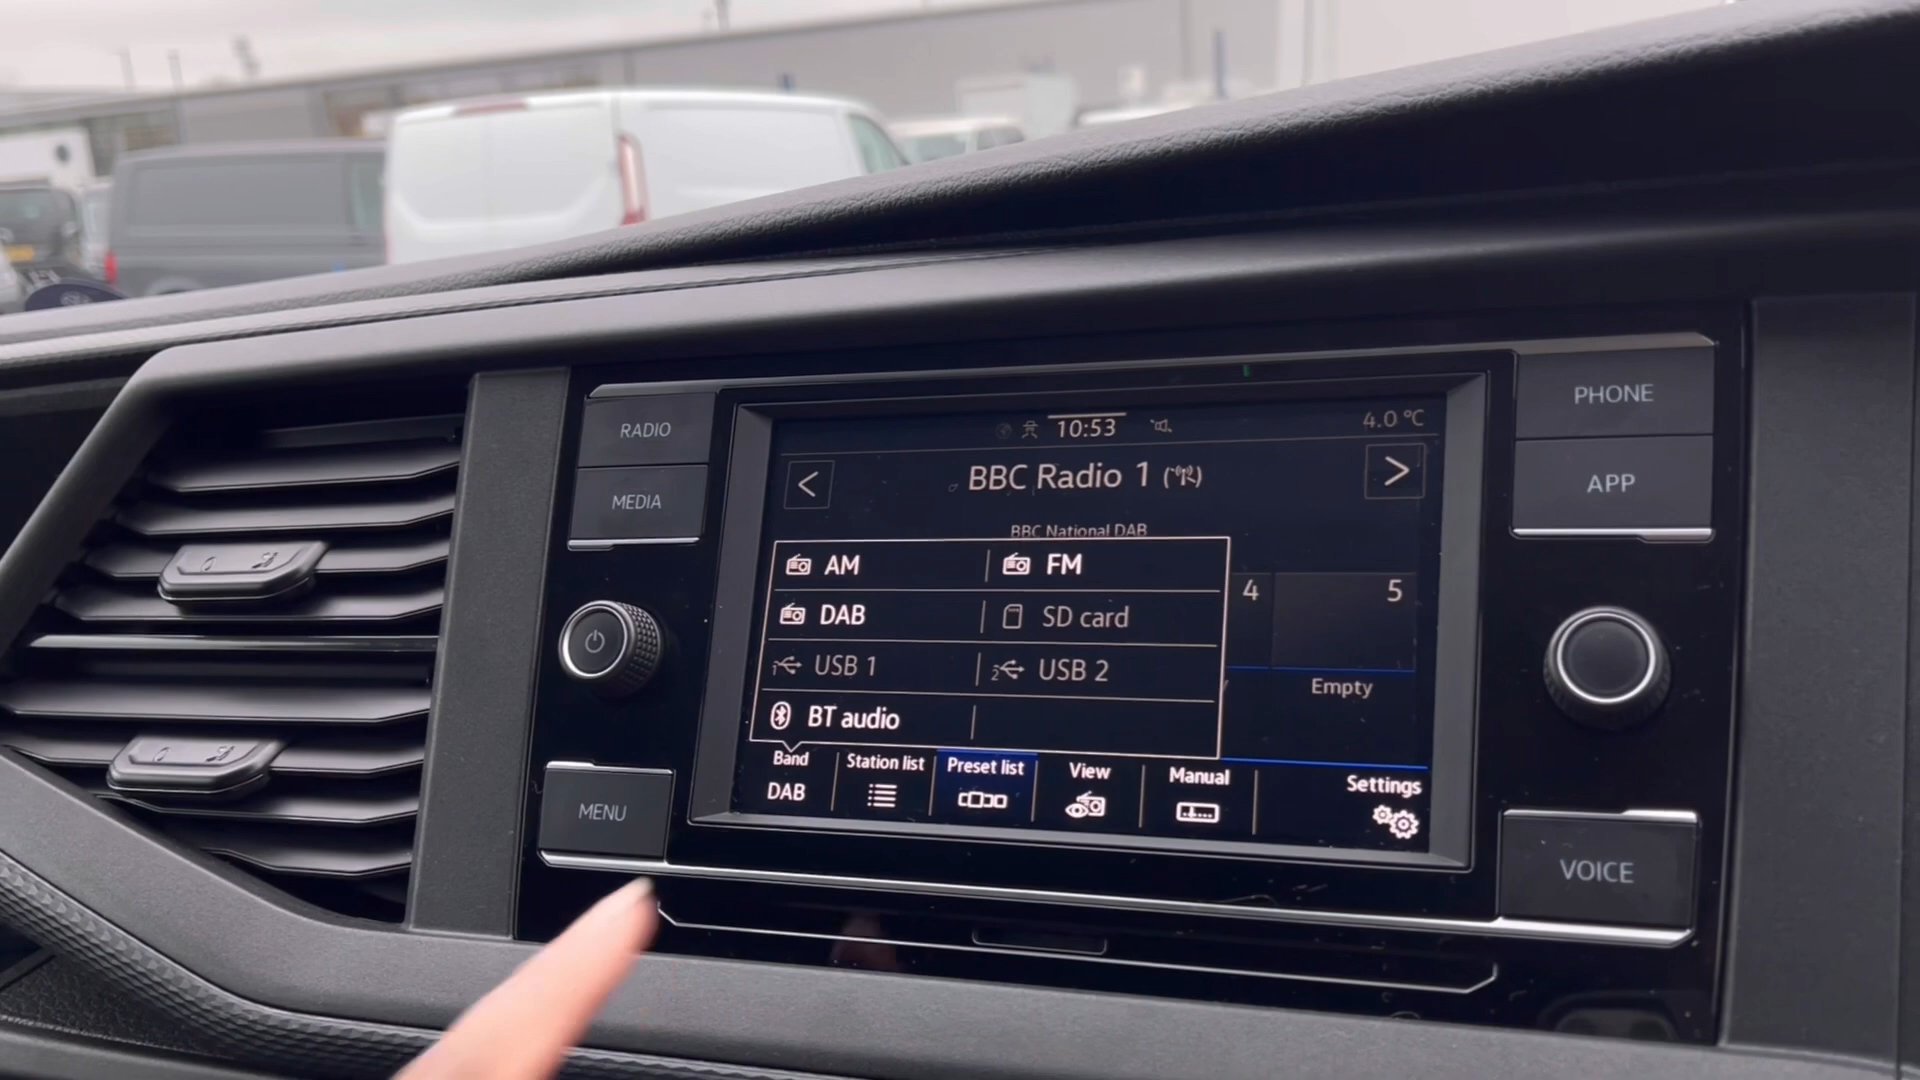 RADIO
MEDIA
MENU
10:53
4.0 °C
BBC Radio 1
BBC National DAB
AM
FM
DAB
SD card
1 USB 1
2 USB 2
BT audio
4
5
Empty
Band
DAB
Station list
Preset list
View
Manual
Settings
PHONE
APP
VOICE